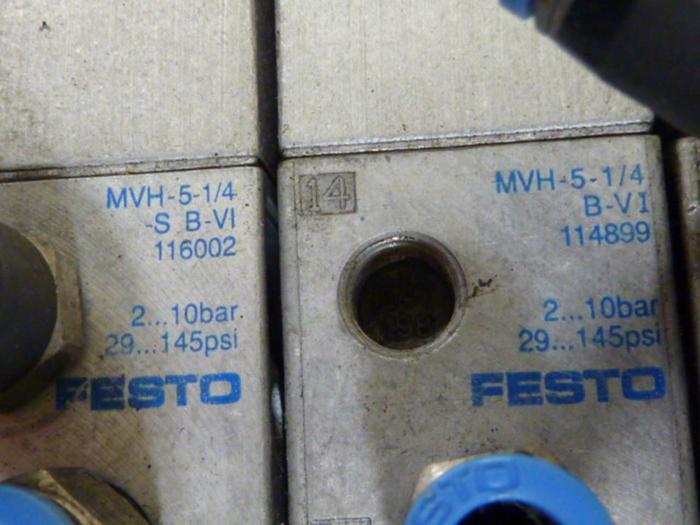 MVH-5-1/4
-S B-VI
116002
2...10bar
29...145psi
FESTO
14
MVH-5-1/4
B-VI
114899
2...10bar
29...145psi
FESTO
STO